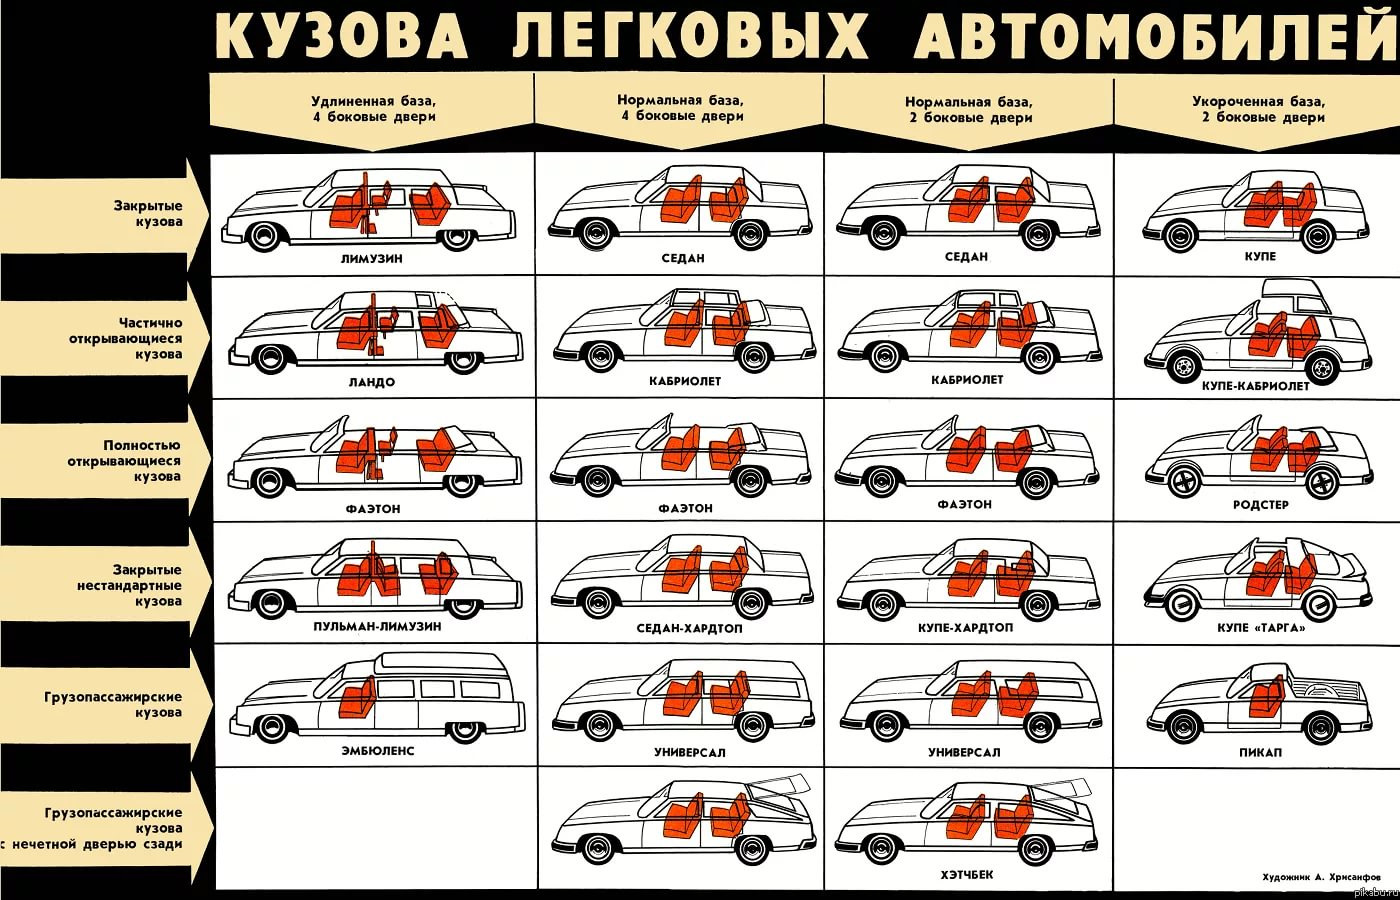 КУЗОВА ЛЕГКОВЫХ АВТОМОБИЛЕЙ
Удлиненная база,
4 боковые двери
Нормальная база,
4 боковые двери
Нормальная база,
2 боковые двери
Укороченная база,
2 боковые двери
Закрытые
кузова
ЛИМУЗИН
СЕДАН
СЕДАН
КУПЕ
Частично
открывающиеся
кузова
ЛАНДО
КАБРИОЛЕТ
КАБРИОЛЕТ
КУПЕ-КАБРИОЛЕТ
Полностью
открывающиеся
кузова
ФАЭТОН
ФАЭТОН
ФАЭТОН
РОДСТЕР
Закрытые
нестандартные
кузова
ПУЛЬМАН-ЛИМУЗИН
СЕДАН-ХАРДТОП
КУПЕ-ХАРДТОП
КУПЕ «ТАРГА»
Грузопассажирские
кузова
ЭМБЮЛЕНС
УНИВЕРСАЛ
УНИВЕРСАЛ
ПИКАП
Грузопассажирские
кузова
с нечетной дверью сзади
ХЭТЧБЕК
Художник А. Хрисанфов
pikabu.ru